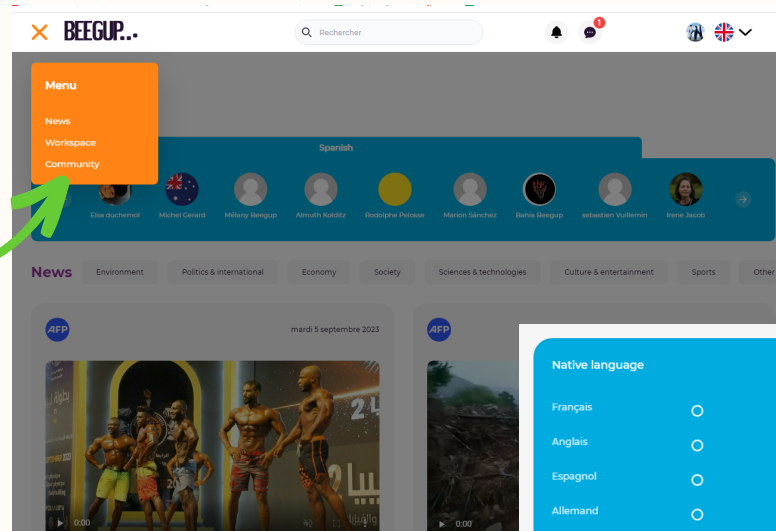 BEEGUP...
Rechercher
1
Menu
News
Workspace
Community
Spanish
Elsa duchemol Michel Gerard Mélany Beegup Almuth Kolditz Rodolphe Pelosse Marion Sánchez Bahia Beegup sebastien Vuillemin Irene Jacob
News Environment Politics & international Economy Society Sciences & technologies Culture & entertainment Sports Other
AFP mardi 5 septembre 2023 AFP
Native language
Français
Anglais
Espagnol
Allemand
0:00 0:00